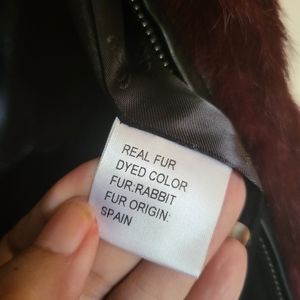 REAL FUR
DYED COLOR
FUR:RABBIT
FUR ORIGIN:
SPAIN